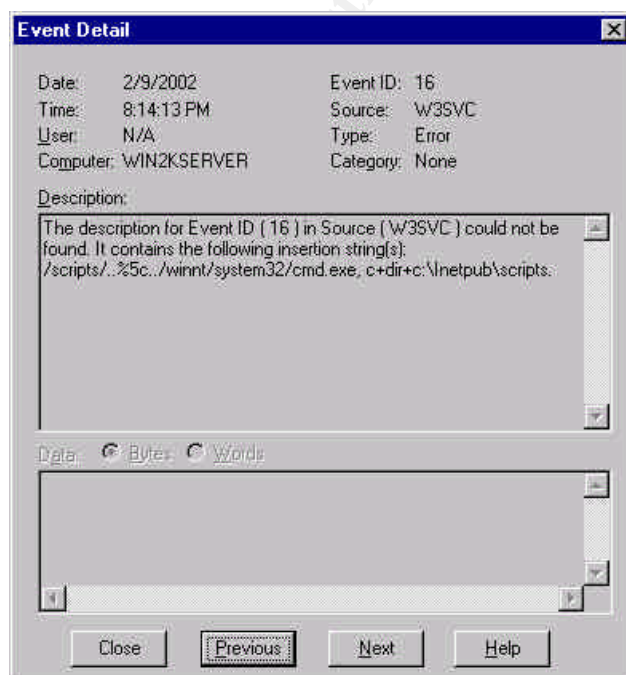 Event Detail
Date: 2/9/2002 Event ID: 16
Time: 8:14:13 PM Source: W3SVC
User: N/A Type: Error
Computer: WIN2KSERVER Category: None
Description:
The description for Event ID ( 16 ) in Source ( W3SVC ) could not be
found. It contains the following insertion string(s):
/scripts/..%5c../winnt/system32/cmd.exe, c+dir+c:\Inetpub\scripts.
Data: Bytes Words
Close Previous Next Help